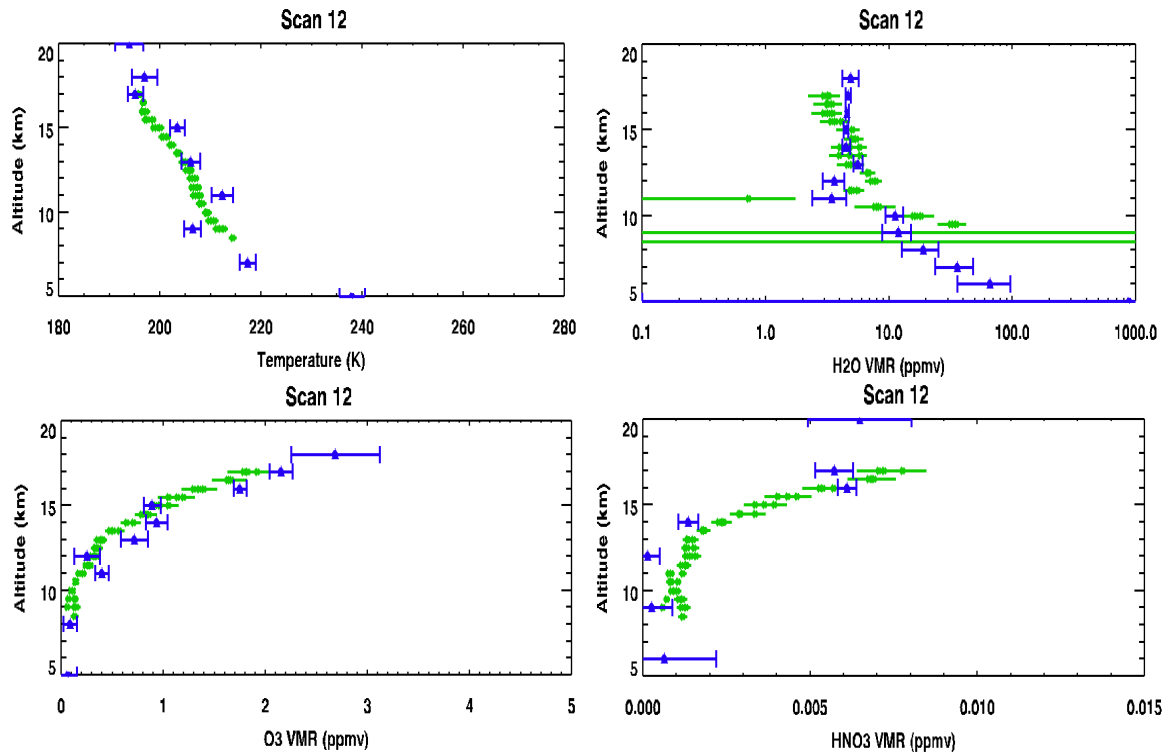 Scan 12
Altitude (km)
20
15
10
5
180 200 220 240 260 280
Temperature (K)
Scan 12
Altitude (km)
20
15
10
5
0.1 1.0 10.0 100.0 1000.0
H2O VMR (ppmv)
Scan 12
Altitude (km)
20
15
10
5
0 1 2 3 4 5
O3 VMR (ppmv)
Scan 12
Altitude (km)
20
15
10
5
0.000 0.005 0.010 0.015
HNO3 VMR (ppmv)